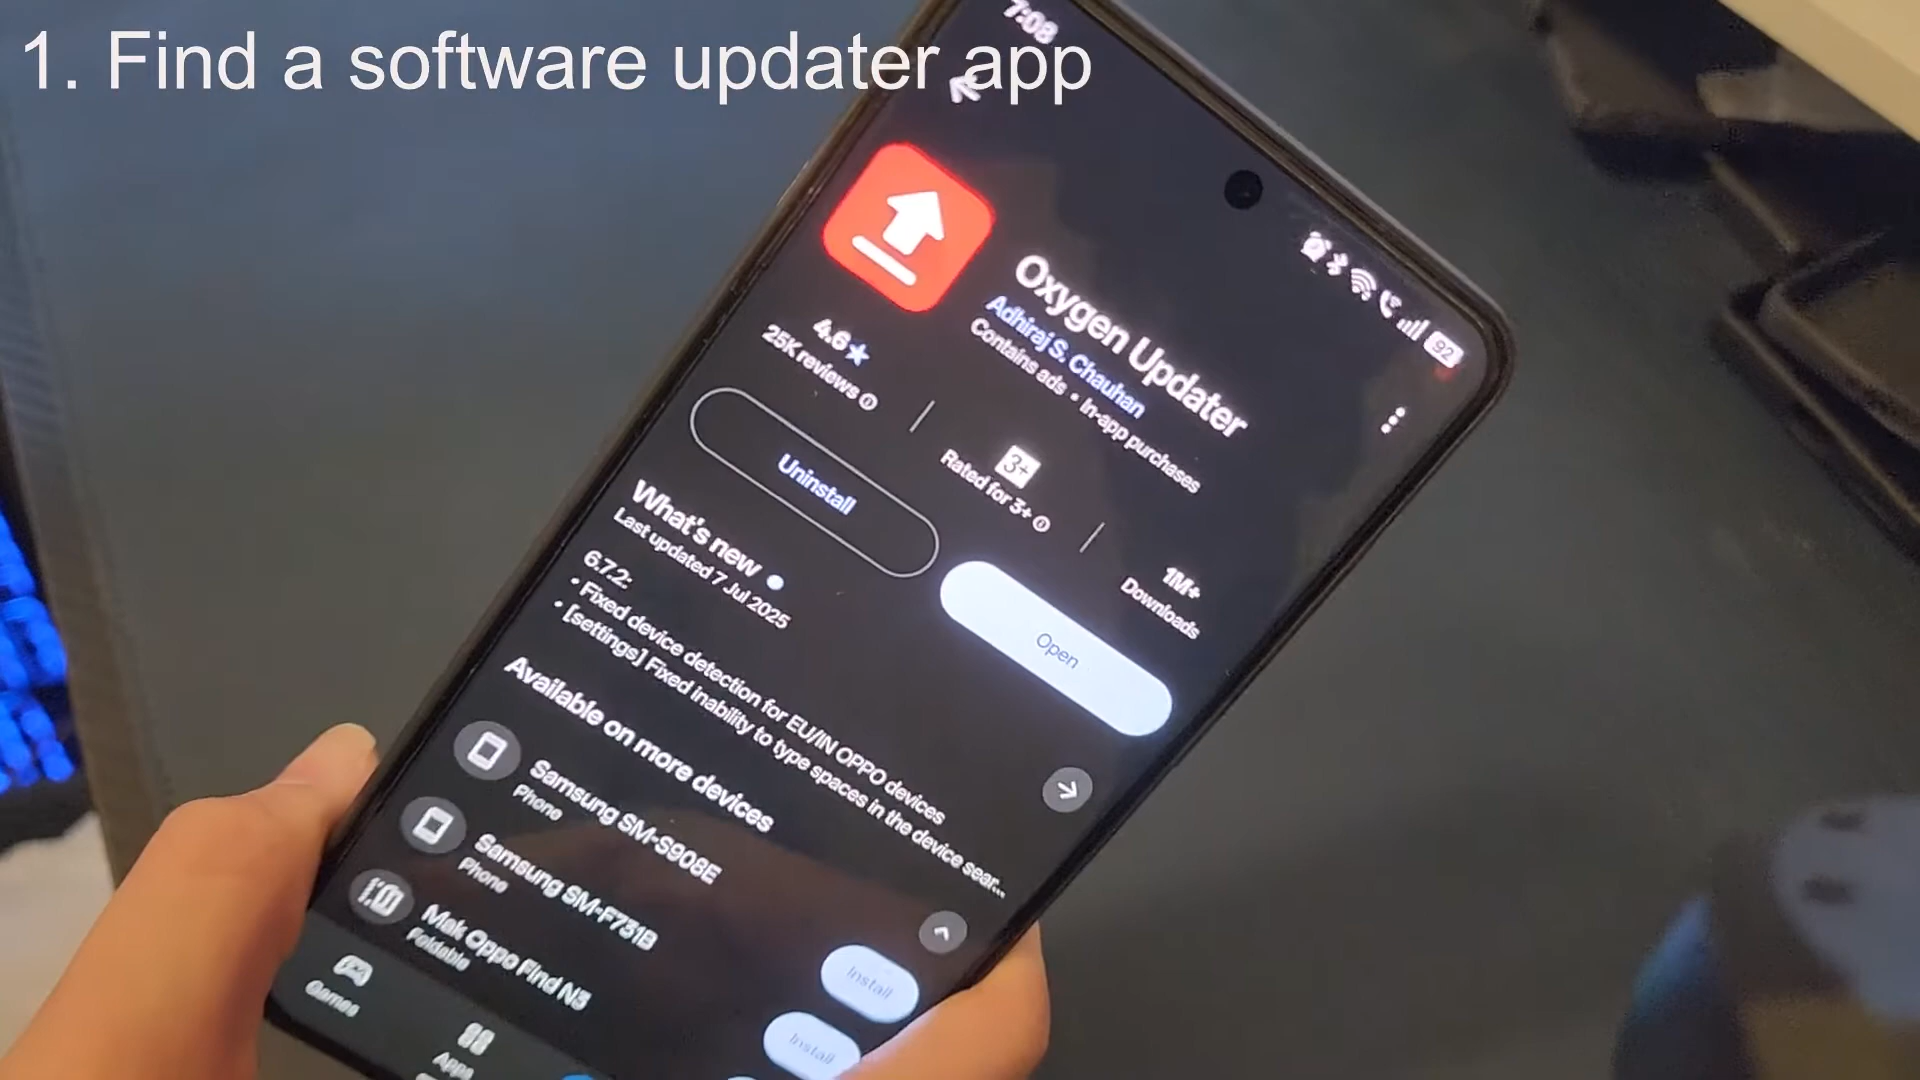 1. Find a software updater app
7:08
92
Oxygen Updater
Adhiraj S. Chauhan
Contains ads • In-app purchases
4.6★
25K reviews
3+
Rated for 3+
1M+
Downloads
Uninstall
Open
What's new
Last updated 7 Jul 2025
6.7.2:
• Fixed device detection for EU/IN OPPO devices
• [settings] Fixed inability to type spaces in the device sear...
Available on more devices
Samsung SM-S908E
Phone
Samsung SM-F731B
Phone
Install
Mak Oppo Find N3
Foldable
Install
Games
Apps